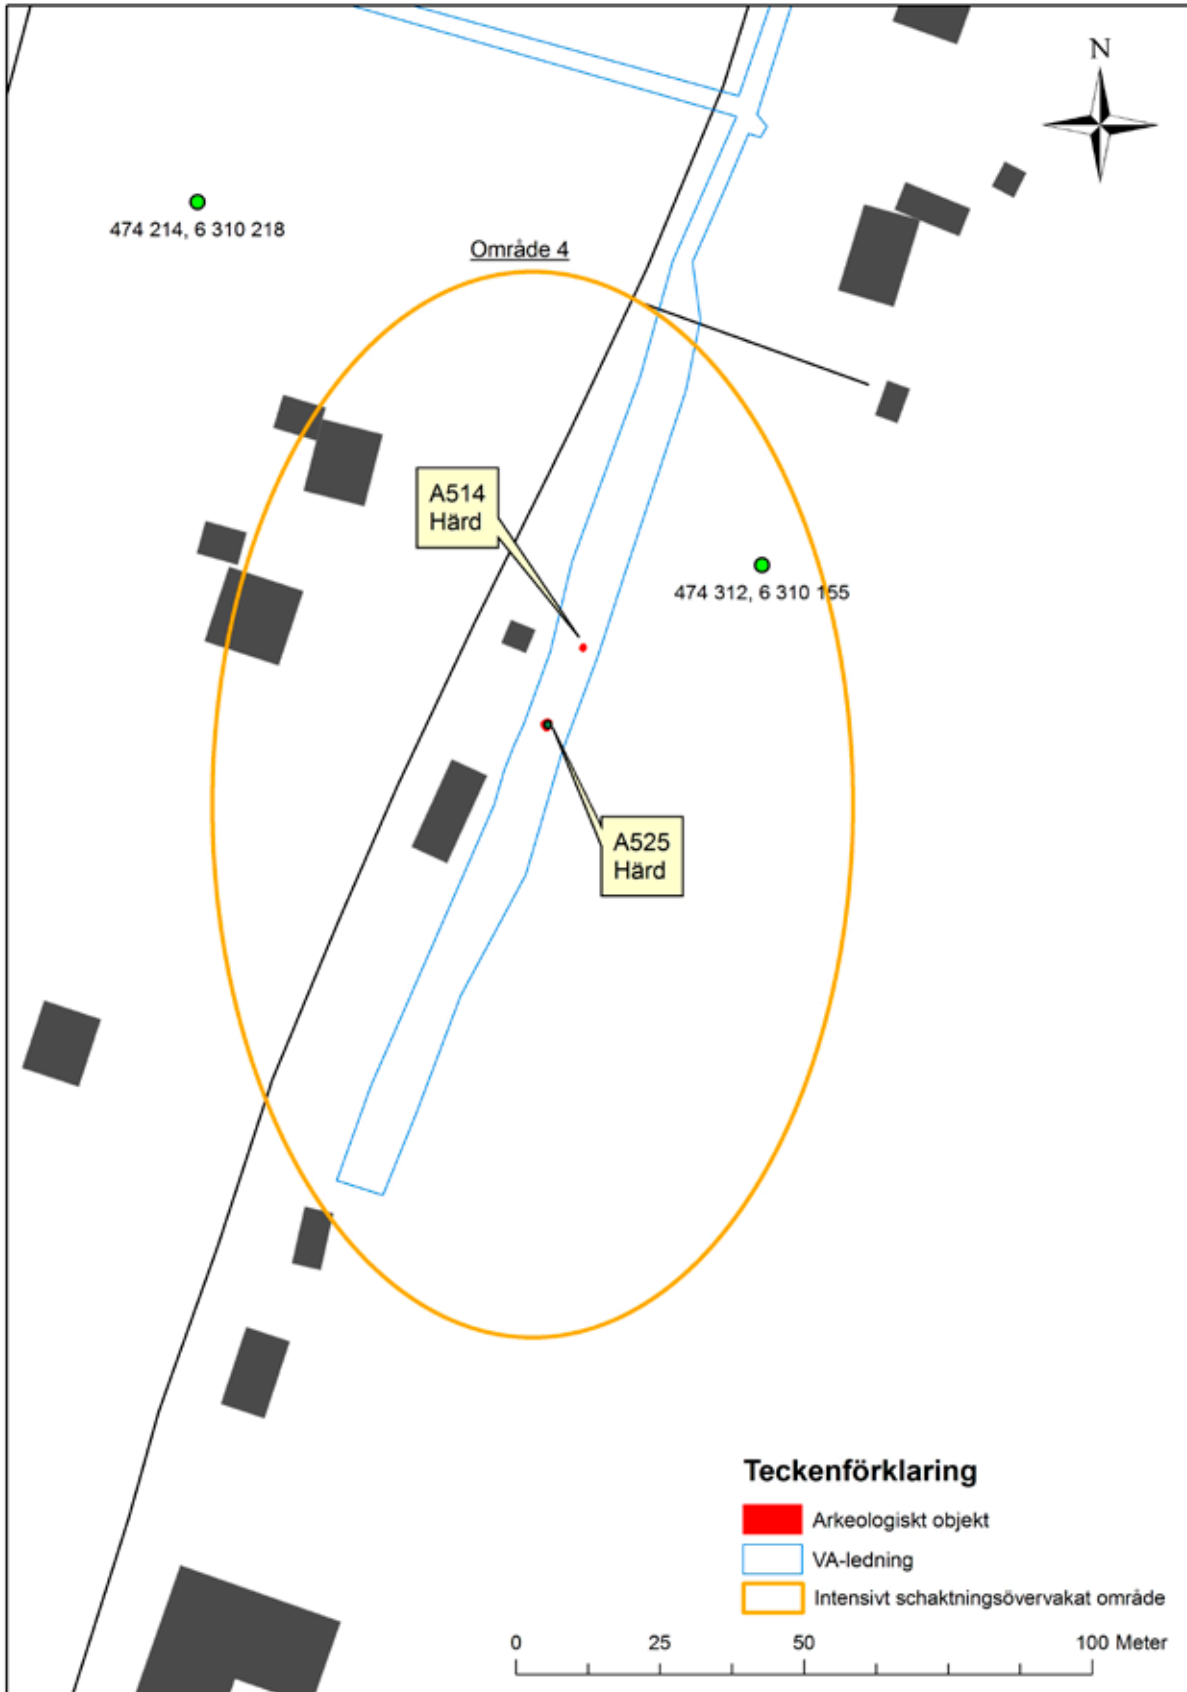 N
474 214, 6 310 218
Område 4
A514
Härd
474 312, 6 310 155
A525
Härd
Teckenförklaring
Arkeologiskt objekt
VA-ledning
Intensivt schaktningsövervakat område
0 25 50 100 Meter